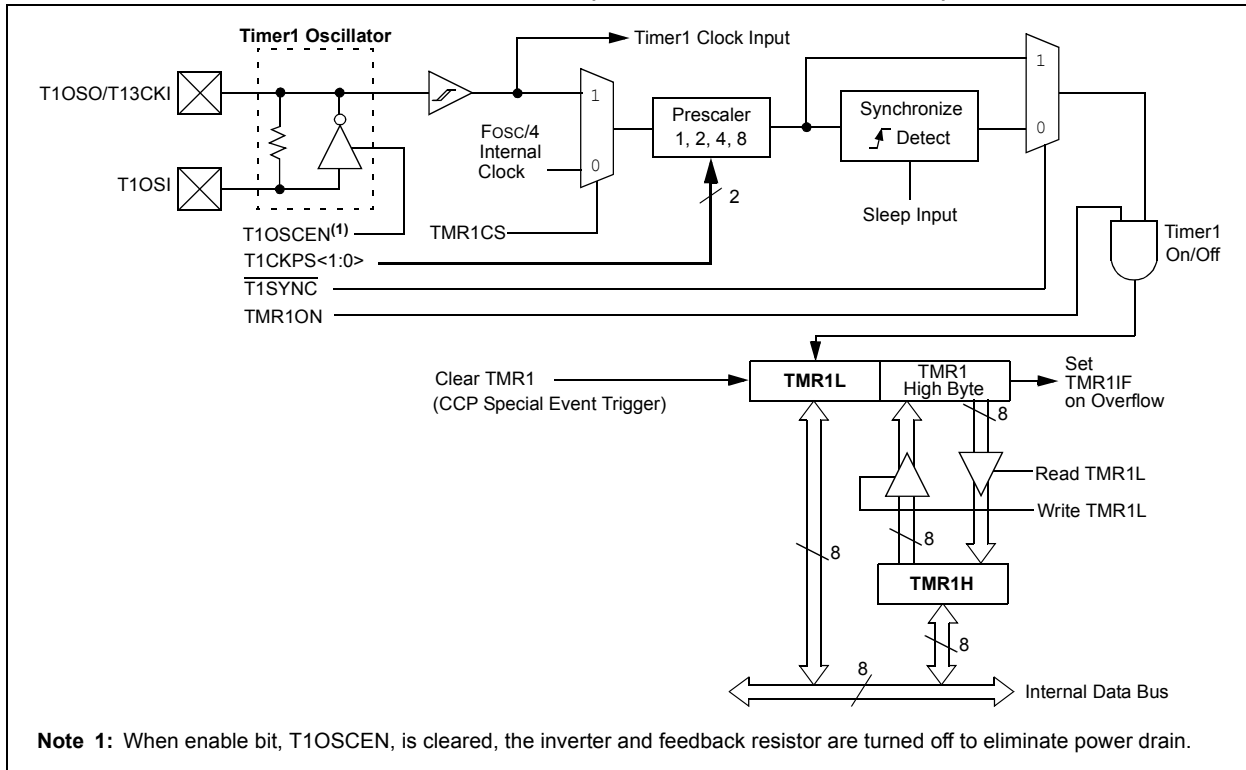 Timer1 Oscillator
Timer1 Clock Input
T1OSO/T13CKI
1
1
FOSC/4
Internal
Clock
0
Prescaler
1, 2, 4, 8
Synchronize
Detect
0
T1OSI
2
Sleep Input
T1OSCEN(1)
TMR1CS
Timer1
On/Off
T1CKPS<1:0>
T1SYNC
TMR1ON
Clear TMR1
(CCP Special Event Trigger)
TMR1L
TMR1
High Byte
Set
TMR1IF
on Overflow
8
Read TMR1L
Write TMR1L
8
8
TMR1H
8
8
Internal Data Bus
Note 1: When enable bit, T1OSCEN, is cleared, the inverter and feedback resistor are turned off to eliminate power drain.